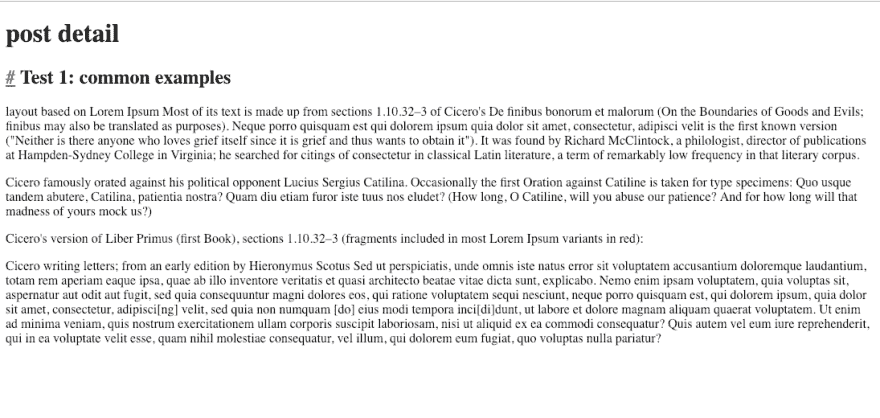 post detail
# Test 1: common examples
layout based on Lorem Ipsum Most of its text is made up from sections 1.10.32–3 of Cicero's De finibus bonorum et malorum (On the Boundaries of Goods and Evils;
finibus may also be translated as purposes). Neque porro quisquam est qui dolorem ipsum quia dolor sit amet, consectetur, adipisci velit is the first known version
("Neither is there anyone who loves grief itself since it is grief and thus wants to obtain it"). It was found by Richard McClintock, a philologist, director of publications
at Hampden-Sydney College in Virginia; he searched for citings of consectetur in classical Latin literature, a term of remarkably low frequency in that literary corpus.
Cicero famously orated against his political opponent Lucius Sergius Catilina. Occasionally the first Oration against Catiline is taken for type specimens: Quo usque
tandem abutere, Catilina, patientia nostra? Quam diu etiam furor iste tuus nos eludet? (How long, O Catiline, will you abuse our patience? And for how long will that
madness of yours mock us?)
Cicero's version of Liber Primus (first Book), sections 1.10.32–3 (fragments included in most Lorem Ipsum variants in red):
Cicero writing letters; from an early edition by Hieronymus Scotus Sed ut perspiciatis, unde omnis iste natus error sit voluptatem accusantium doloremque laudantium,
totam rem aperiam eaque ipsa, quae ab illo inventore veritatis et quasi architecto beatae vitae dicta sunt, explicabo. Nemo enim ipsam voluptatem, quia voluptas sit,
aspernatur aut odit aut fugit, sed quia consequuntur magni dolores eos, qui ratione voluptatem sequi nesciunt, neque porro quisquam est, qui dolorem ipsum, quia dolor
sit amet, consectetur, adipisci[ng] velit, sed quia non numquam [do] eius modi tempora inci[di]dunt, ut labore et dolore magnam aliquam quaerat voluptatem. Ut enim
ad minima veniam, quis nostrum exercitationem ullam corporis suscipit laboriosam, nisi ut aliquid ex ea commodi consequatur? Quis autem vel eum iure reprehenderit,
qui in ea voluptate velit esse, quam nihil molestiae consequatur, vel illum, qui dolorem eum fugiat, quo voluptas nulla pariatur?